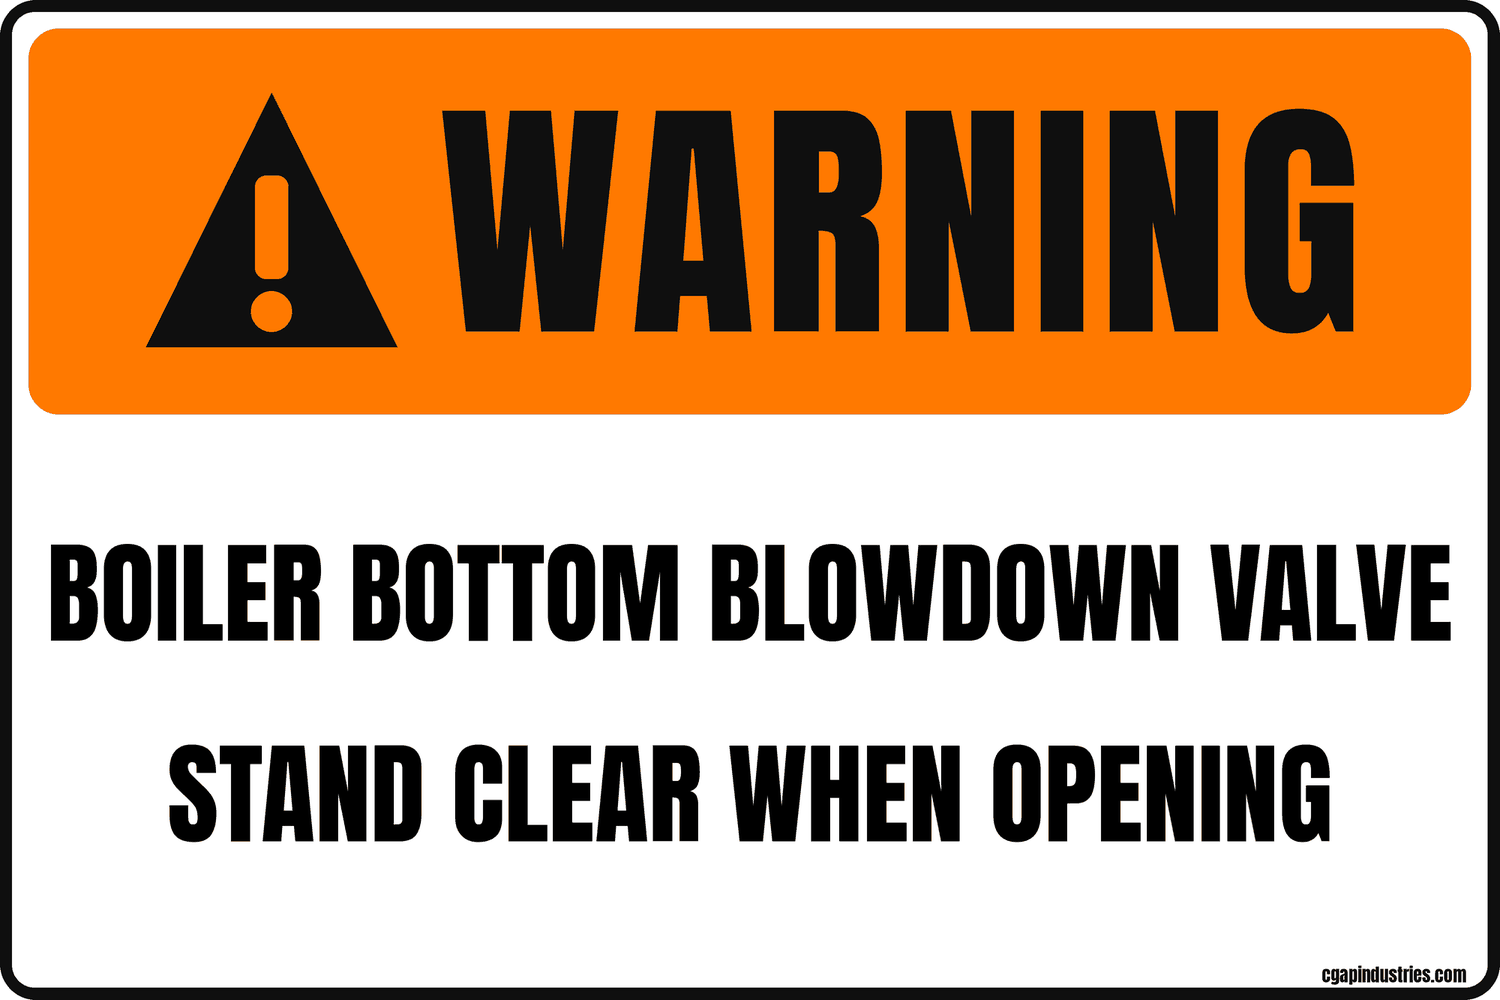 WARNING
BOILER BOTTOM BLOWDOWN VALVE
STAND CLEAR WHEN OPENING
cgapindustries.com